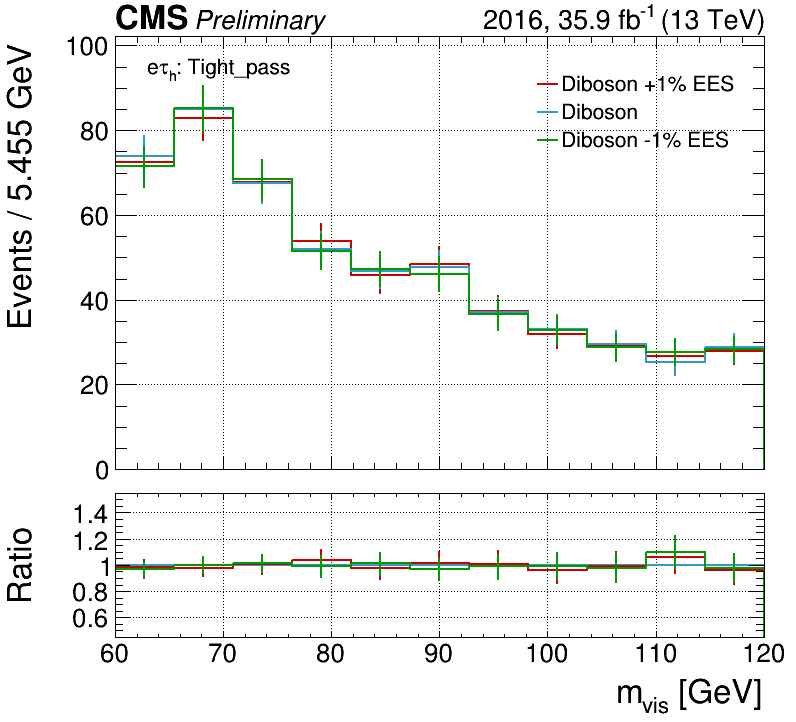 CMS Preliminary 2016, 35.9 fb⁻¹ (13 TeV)
Events / 5.455 GeV
100
80
60
40
20
0
eτₕ: Tight_pass
Diboson +1% EES
Diboson
Diboson -1% EES
Ratio
1.4
1.2
1
0.8
0.6
60 70 80 90 100 110 120
m_vis [GeV]